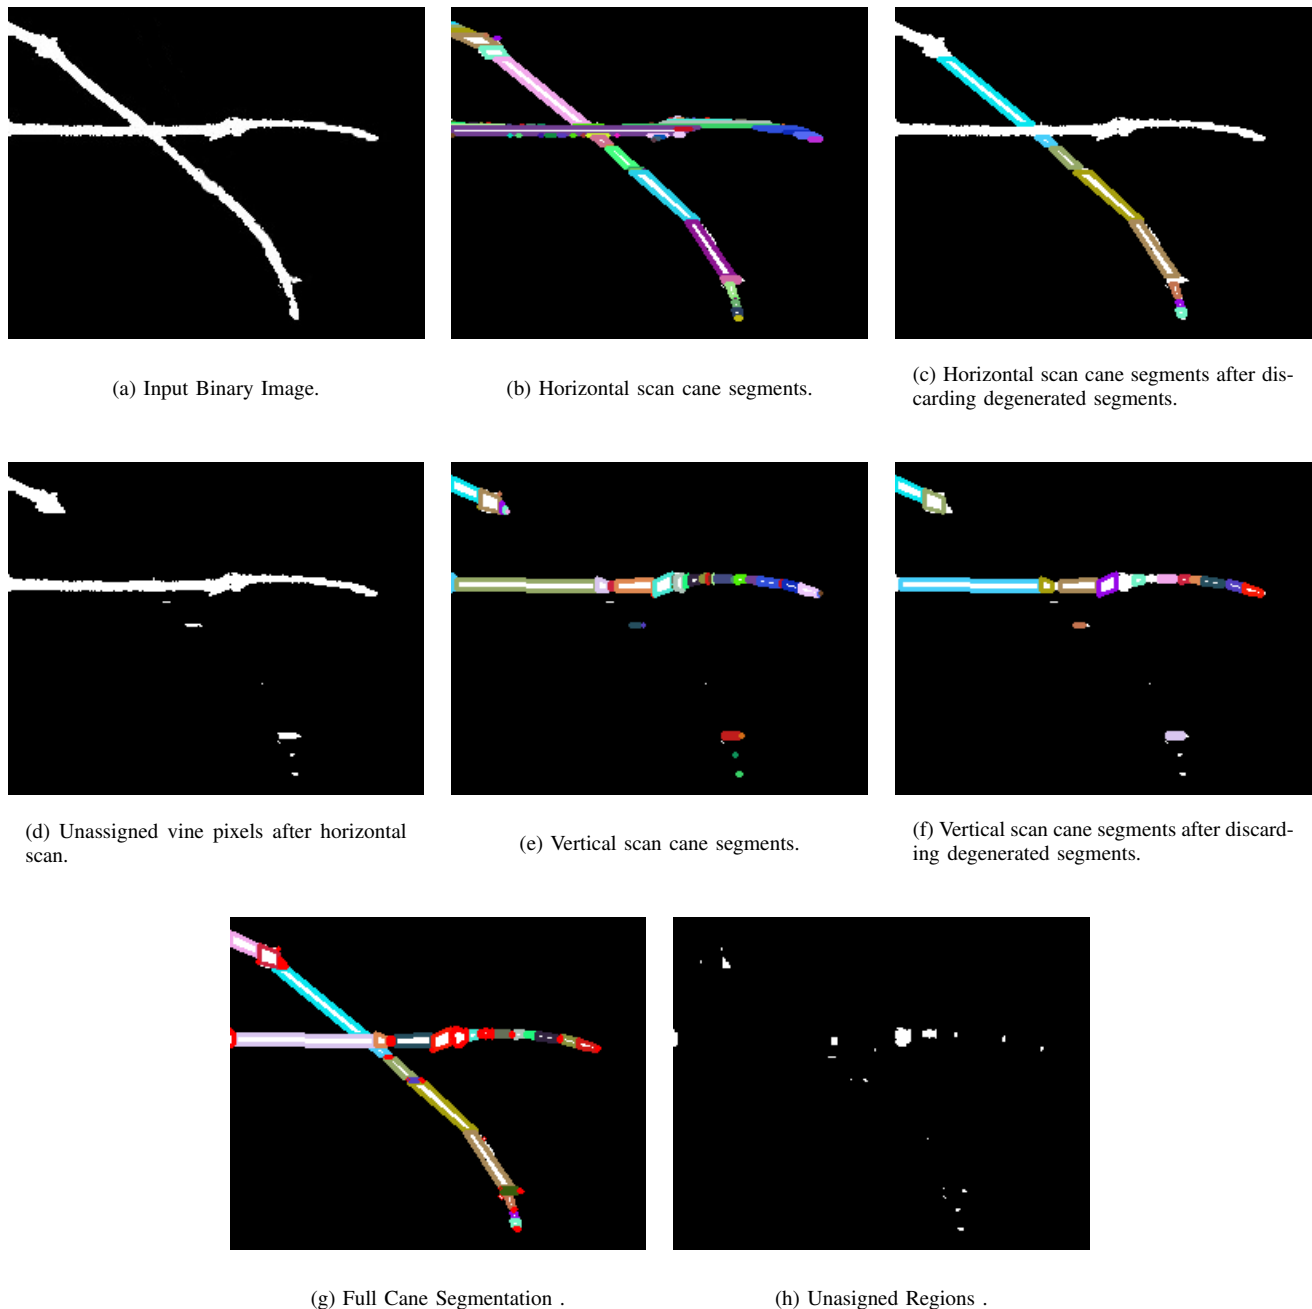 (a) Input Binary Image.
(b) Horizontal scan cane segments.
(c) Horizontal scan cane segments after dis-
carding degenerated segments.
(d) Unassigned vine pixels after horizontal
scan.
(e) Vertical scan cane segments.
(f) Vertical scan cane segments after discard-
ing degenerated segments.
(g) Full Cane Segmentation .
(h) Unasigned Regions .